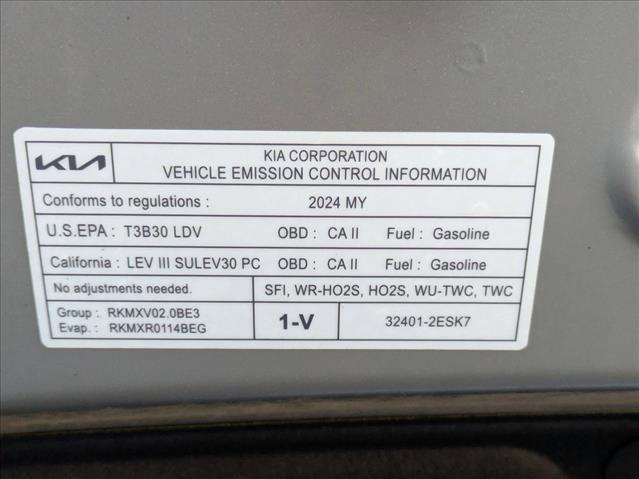 KIA
KIA CORPORATION
VEHICLE EMISSION CONTROL INFORMATION
Conforms to regulations : 2024 MY
U.S.EPA : T3B30 LDV OBD : CA II Fuel : Gasoline
California : LEV III SULEV30 PC OBD : CA II Fuel : Gasoline
No adjustments needed. SFI, WR-HO2S, HO2S, WU-TWC, TWC
Group : RKMXV02.0BE3
Evap. : RKMXR0114BEG
1-V
32401-2ESK7